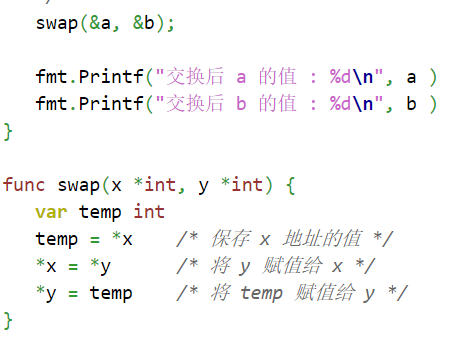 swap(&a, &b);
fmt.Printf("交换后 a 的值 : %d\n", a )
fmt.Printf("交换后 b 的值 : %d\n", b )
}
func swap(x *int, y *int) {
var temp int
temp = *x    /* 保存 x 地址的值 */
*x = *y      /* 将 y 赋值给 x */
*y = temp    /* 将 temp 赋值给 y */
}